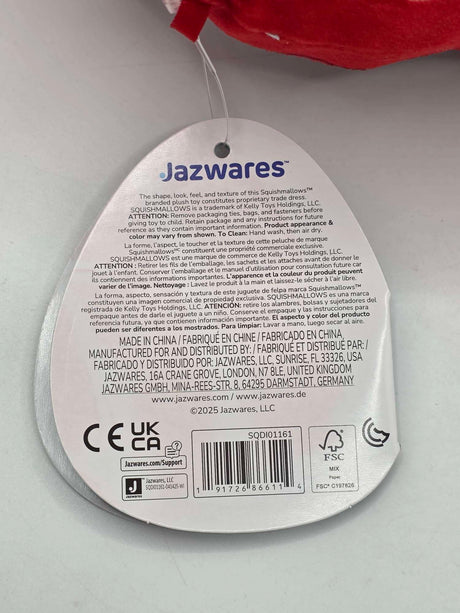 Jazwares™
The shape, look, feel, and texture of this Squishmallows™
branded plush toy constitutes proprietary trade dress.
SQUISHMALLOWS is a trademark of Kelly Toys Holdings, LLC.
ATTENTION: Remove packaging ties, bags, and fasteners before
giving toy to child. Retain package and any instructions for future
reference as they contain important information. Product appearance &
color may vary from shown. To Clean: Hand wash, then air dry.
La forme, l'aspect, le toucher et la texture de cette peluche de marque
Squishmallows™ constituent une propriété commerciale exclusive.
SQUISHMALLOWS est une marque de commerce de Kelly Toys Holdings, LLC.
ATTENTION : Retirer les fils de l'emballage, les sachets et les attaches avant de donner le
jouet à l'enfant. Conserver l'emballage et le manuel d'utilisation pour consultation future car
ils contiennent des informations importantes. L'apparence et la couleur du produit peuvent
varier de l'image. Nettoyage : Lavez le produit à la main et laissez-le sécher à l'air libre.
La forma, aspecto, sensación y textura de este juguete de felpa marca Squishmallows™
constituyen una imagen comercial de propiedad exclusiva. SQUISHMALLOWS es una marca
registrada de Kelly Toys Holdings, LLC. ATENCIÓN: retire los alambres, bolsas y sujetadores del
empaque antes de darle el juguete a un niño. Conserve el empaque y las instrucciones para
referencia futura, ya que contienen información importante. El aspecto y color del producto
pueden ser diferentes a los mostrados. Para limpiar: Lavar a mano, luego secar al aire.
MADE IN CHINA / FABRIQUÉ EN CHINE / FABRICADO EN CHINA
MANUFACTURED FOR AND DISTRIBUTED BY: / FABRIQUÉ ET DISTRIBUÉ PAR: /
FABRICADO Y DISTRIBUIDO POR: JAZWARES, LLC, SUNRISE, FL 33326, USA
JAZWARES, 16A CRANE GROVE, LONDON, N7 8LE, UNITED KINGDOM
JAZWARES GMBH, MINA-REES-STR. 8, 64295 DARMSTADT, GERMANY
www.jazwares.com / www.jazwares.de
©2025 Jazwares, LLC
CE UK
CA
Jazwares.com/Support
Jazwares, LLC
SQDI01161-040425-WI
Jazwares
SQDI01161
1 91726 86611 4
FSC
MIX
Paper
FSC® C197826